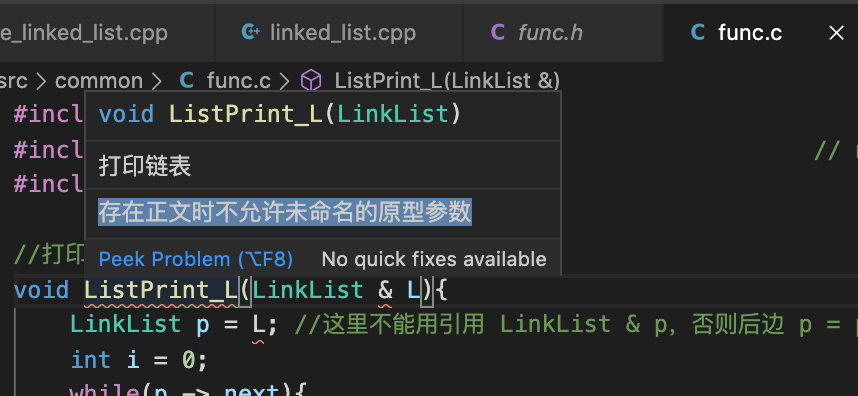 e_linked_list.cpp linked_list.cpp func.h func.c
src > common > func.c > ListPrint_L(LinkList &)
#incl void ListPrint_L(LinkList)
#incl 打印链表 //
#incl
存在正文时不允许未命名的原型参数
//打印 Peek Problem (⌥F8) No quick fixes available
void ListPrint_L(LinkList & L){
LinkList p = L; //这里不能用引用 LinkList & p，否则后边 p = p
int i = 0;
while(p -> next){